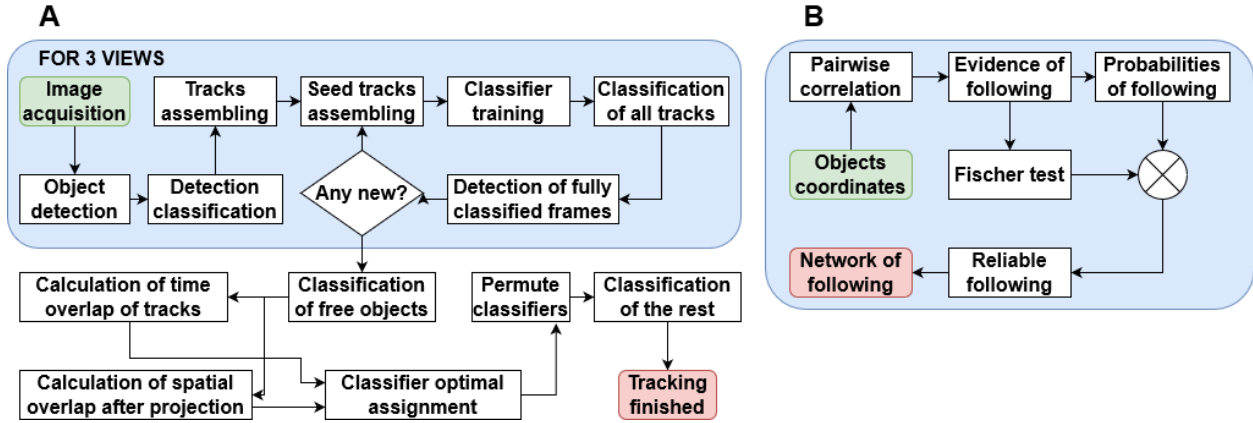 A
FOR 3 VIEWS
Image
acquisition
Tracks
assembling
Seed tracks
assembling
Classifier
training
Classification
of all tracks
Object
detection
Detection
classification
Any new?
Detection of fully
classified frames
Calculation of time
overlap of tracks
Classification
of free objects
Permute
classifiers
Classification
of the rest
Calculation of spatial
overlap after projection
Classifier optimal
assignment
Tracking
finished
B
Pairwise
correlation
Evidence of
following
Probabilities
of following
Objects
coordinates
Fischer test
Network of
following
Reliable
following